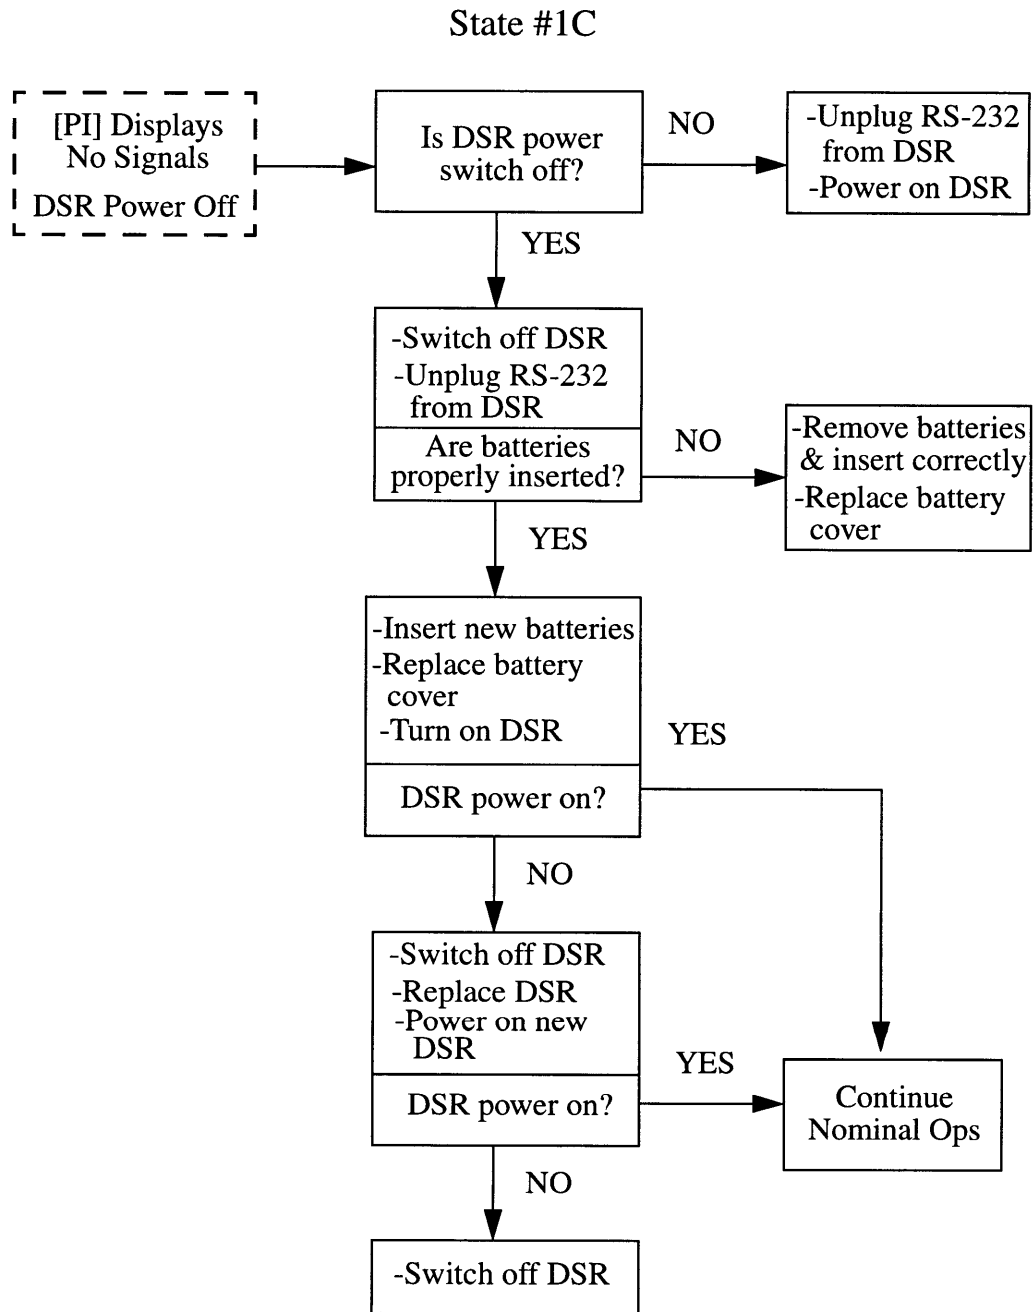 State #1C
[PI] Displays
No Signals
DSR Power Off
Is DSR power
switch off?
NO
-Unplug RS-232
from DSR
-Power on DSR
YES
-Switch off DSR
-Unplug RS-232
from DSR
Are batteries
properly inserted?
NO
-Remove batteries
& insert correctly
-Replace battery
cover
YES
-Insert new batteries
-Replace battery
cover
-Turn on DSR
DSR power on?
YES
NO
-Switch off DSR
-Replace DSR
-Power on new
DSR
DSR power on?
YES
Continue
Nominal Ops
NO
-Switch off DSR